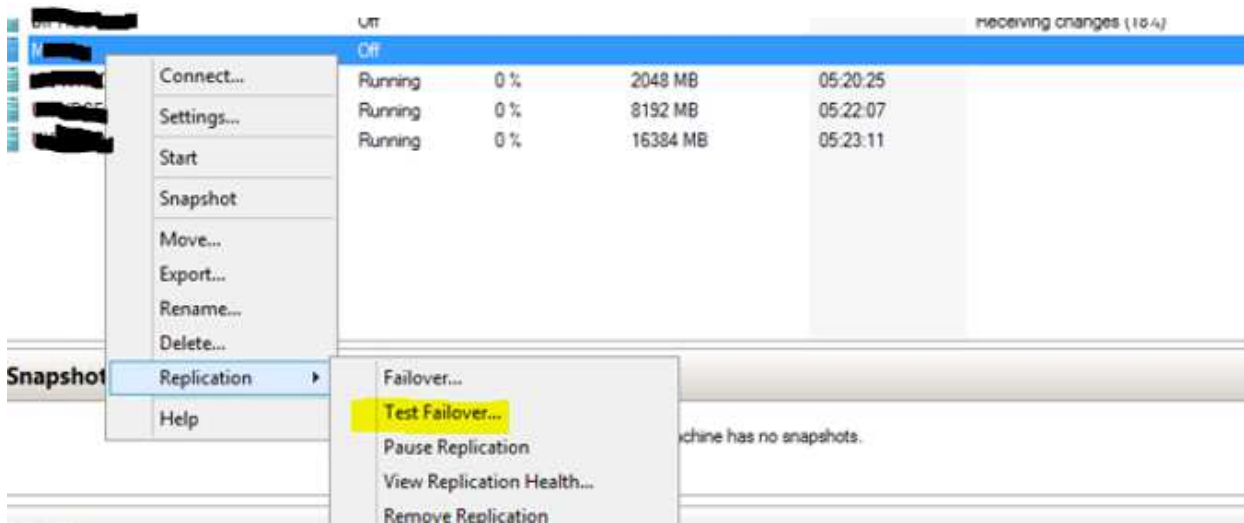 Off Receiving changes (18%)
M Off
Connect...
Running 0 % 2048 MB 05:20:25
Settings...
Running 0 % 8192 MB 05:22:07
Running 0 % 16384 MB 05:23:11
Start
Snapshot
Move...
Export...
Rename...
Delete...
Snapshot
Replication
Failover...
Help
Test Failover...
chine has no snapshots.
Pause Replication
View Replication Health...
Remove Replication